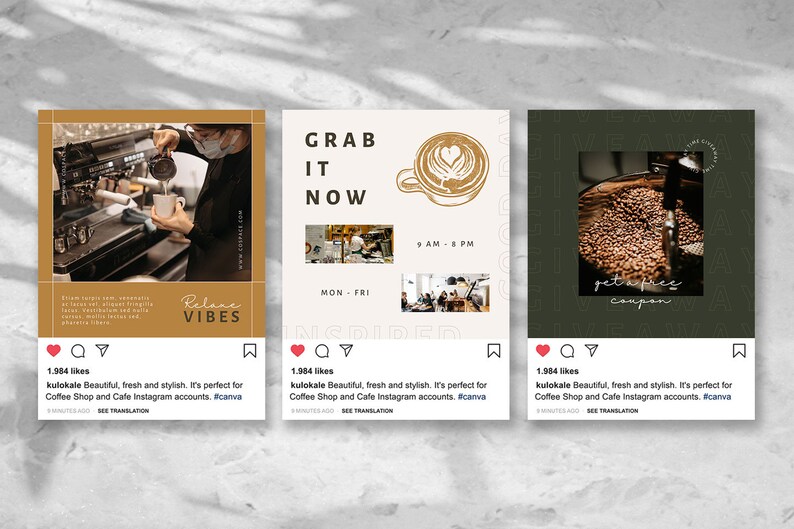 WWW.COSPACE.COM
WWW.COSPACE.COM
Etiam turpis sem, venenatis
ac lacus vel, aliquet fringilla
lacus. Vestibulum sed nulla
cursus, mollis lectus sed,
pharetra libero.
VIBES
1.984 likes
kulokale Beautiful, fresh and stylish. It's perfect for
Coffee Shop and Cafe Instagram accounts. #canva
9 MINUTES AGO · SEE TRANSLATION
GRAB
IT
NOW
9 AM - 8 PM
MON - FRI
INSPIRED
1.984 likes
kulokale Beautiful, fresh and stylish. It's perfect for
Coffee Shop and Cafe Instagram accounts. #canva
9 MINUTES AGO · SEE TRANSLATION
GIVEAWAY
GIVEAWAY TIME
get a free
coupon
1.984 likes
kulokale Beautiful, fresh and stylish. It's perfect for
Coffee Shop and Cafe Instagram accounts. #canva
9 MINUTES AGO · SEE TRANSLATION